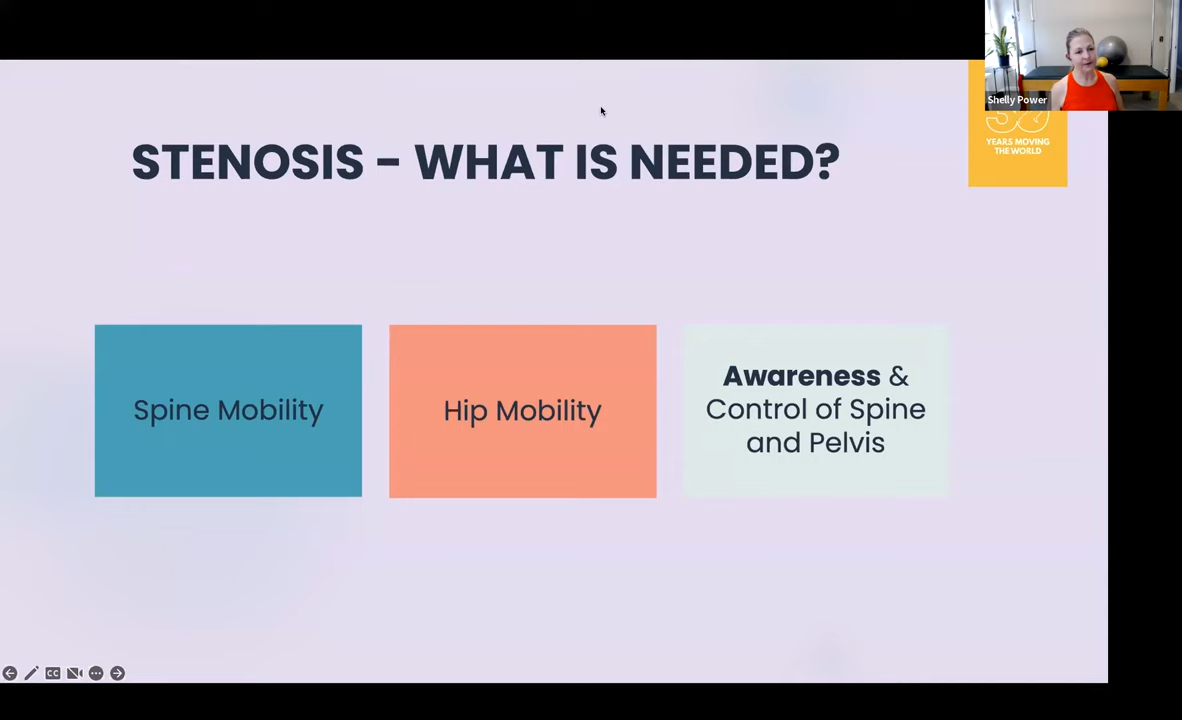 Shelly Power
YEARS MOVING
THE WORLD
STENOSIS - WHAT IS NEEDED?
Spine Mobility
Hip Mobility
Awareness &
Control of Spine
and Pelvis
CC